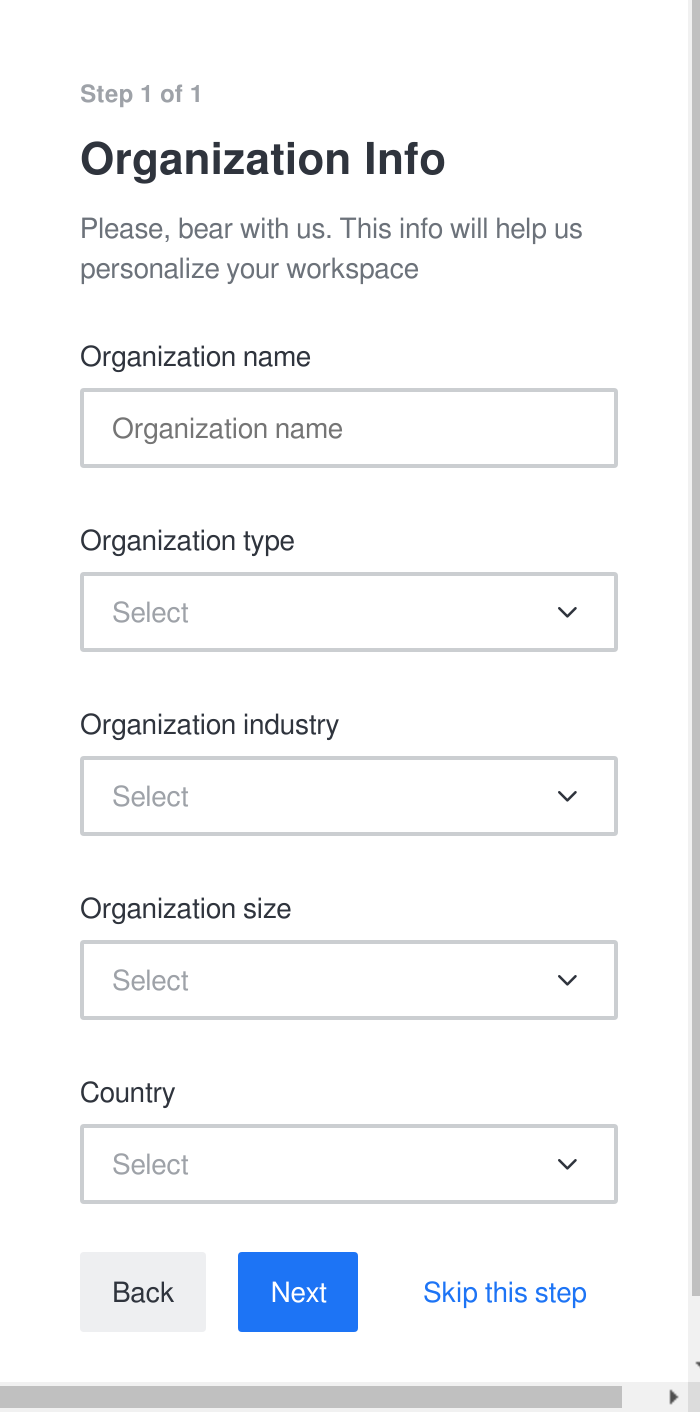 Step 1 of 1
Organization Info
Please, bear with us. This info will help us
personalize your workspace
Organization name
Organization name
Organization type
Select
Organization industry
Select
Organization size
Select
Country
Select
Back Next Skip this step